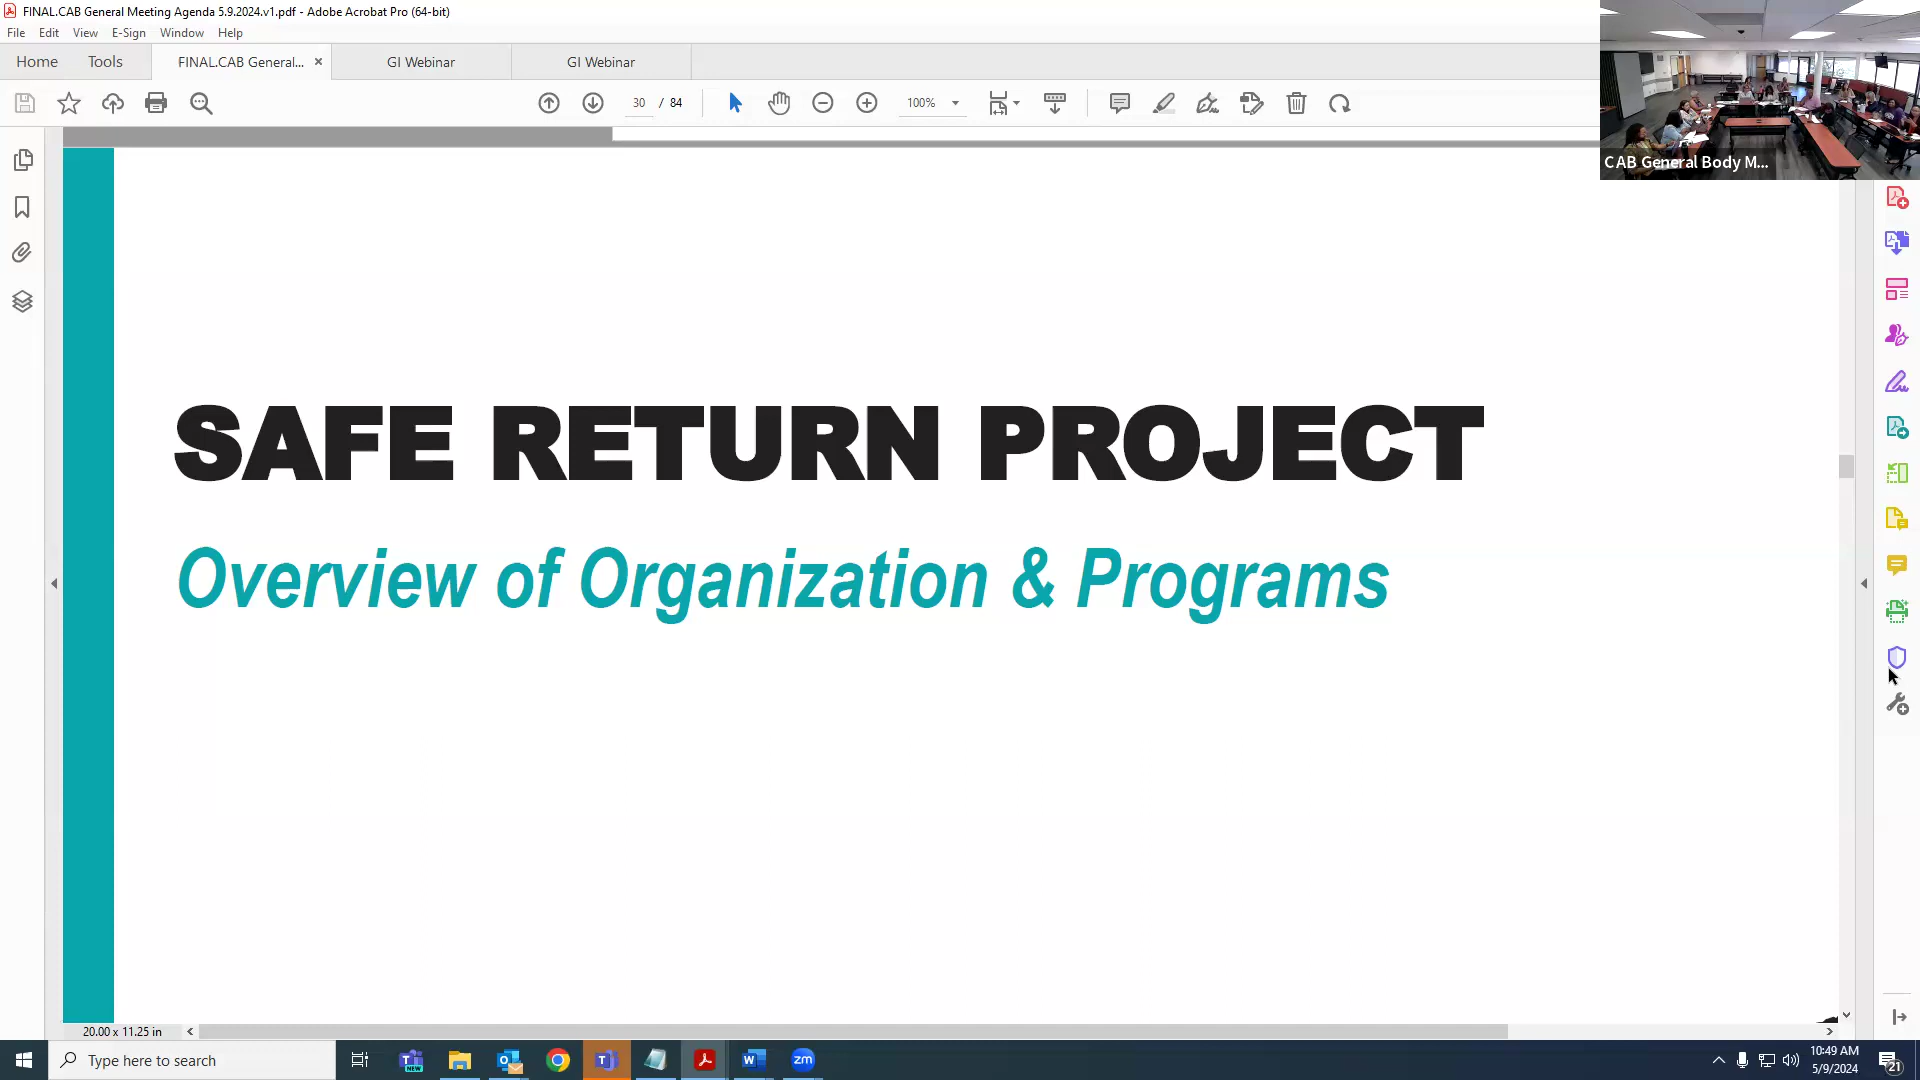 FINAL.CAB General Meeting Agenda 5.9.2024.v1.pdf - Adobe Acrobat Pro (64-bit)
File Edit View E-Sign Window Help
Home Tools FINAL.CAB General... × GI Webinar GI Webinar
30 / 84 100%
CAB General Body M...
SAFE RETURN PROJECT
Overview of Organization & Programs
20.00 x 11.25 in
Type here to search
10:49 AM
5/9/2024
21